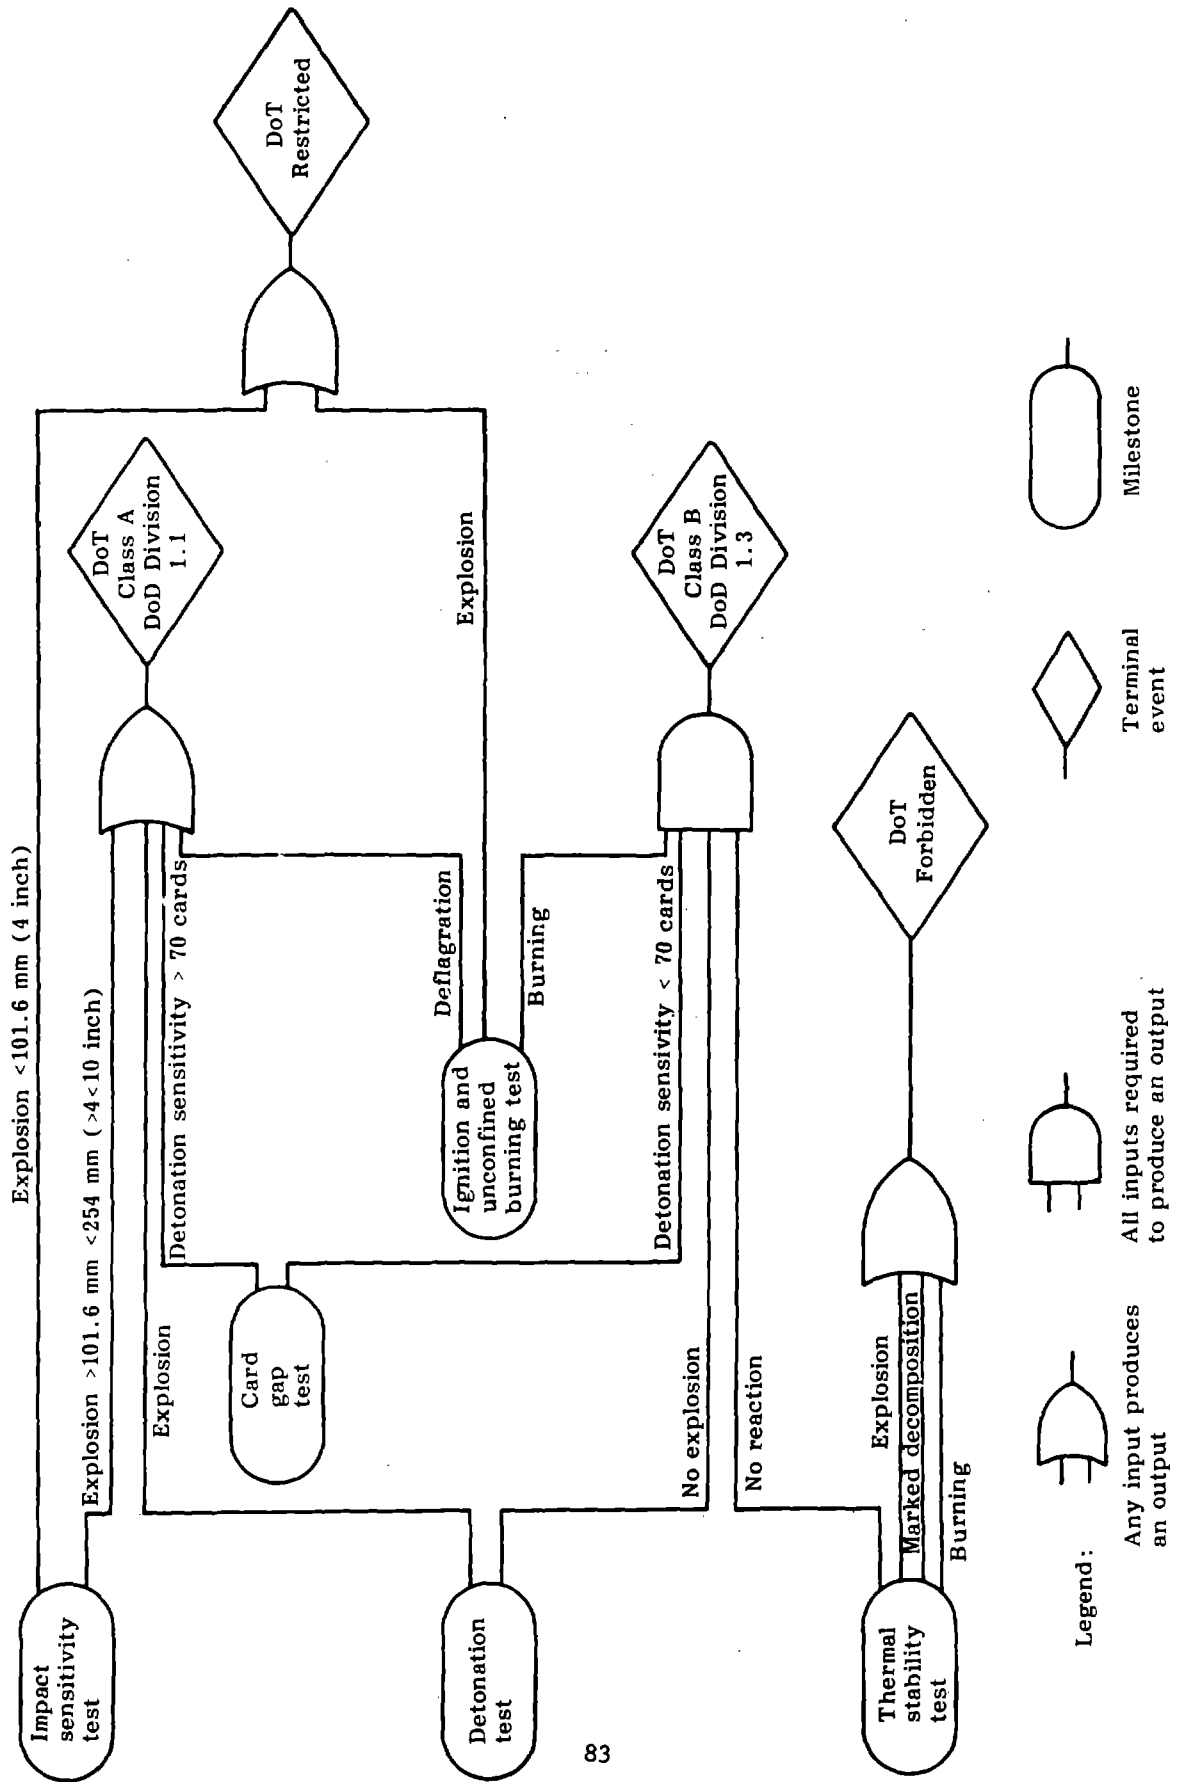 Explosion <101.6 mm (4 inch)
Impact
sensitivity
test
Explosion >101.6 mm <254 mm (>4<10 inch)
DoT
Class A
DoD Division
1.1
DoT
Restricted
Explosion
Detonation sensitivity > 70 cards
Card
gap
test
Deflagration
Explosion
Ignition and
unconfined
burning test
Burning
Detonation
test
Detonation sensivity < 70 cards
No explosion
No reaction
DoT
Class B
DoD Division
1.3
Thermal
stability
test
Explosion
Marked decomposition
Burning
DoT
Forbidden
Legend:
Any input produces
an output
All inputs required
to produce an output
Terminal
event
Milestone
83